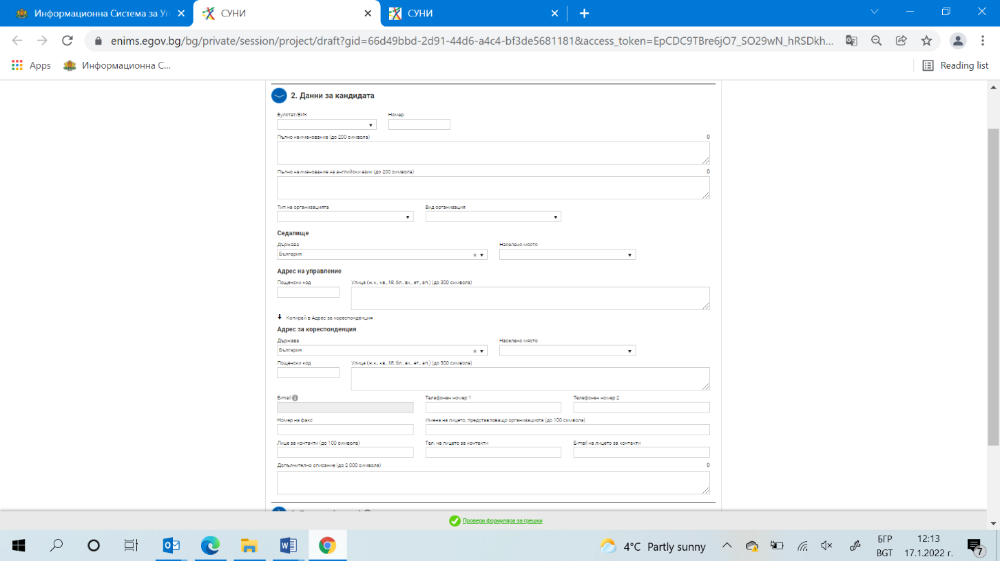 Информационна Система за Уп
СУНИ
СУНИ
enims.egov.bg/bg/private/session/project/draft?gid=66d49bbd-2d91-44d6-a4c4-bf3de5681181&access_token=EpCDC9TBre6jO7_SO29wN_hRSDkh...
Apps
Информационна С...
Reading list
2. Данни за кандидата
Булстат/ЕИК
Номер
Пълно наименование (до 200 символа)
0
Пълно наименование на английски език (до 200 символа)
0
Тип на организацията
Вид организация
Седалище
Държава
Населено място
България
Адрес на управление
Пощенски код
Улица (ж.к., кв., №, бл., вх., ет., ап.) (до 300 символа)
Копирай в Адрес за кореспонденция
Адрес за кореспонденция
Държава
Населено място
България
Пощенски код
Улица (ж.к., кв., №, бл., вх., ет., ап.) (до 300 символа)
E-mail
Телефонен номер 1
Телефонен номер 2
Номер на факс
Имена на лицето, представляващо организацията (до 100 символа)
Лице за контакти (до 100 символа)
Тел. на лицето за контакти
E-mail на лицето за контакти
Допълнително описание (до 2 000 символа)
0
Провери формуляра за грешки
4°C Partly sunny
БГР
BGT
12:13
17.1.2022 г.
7